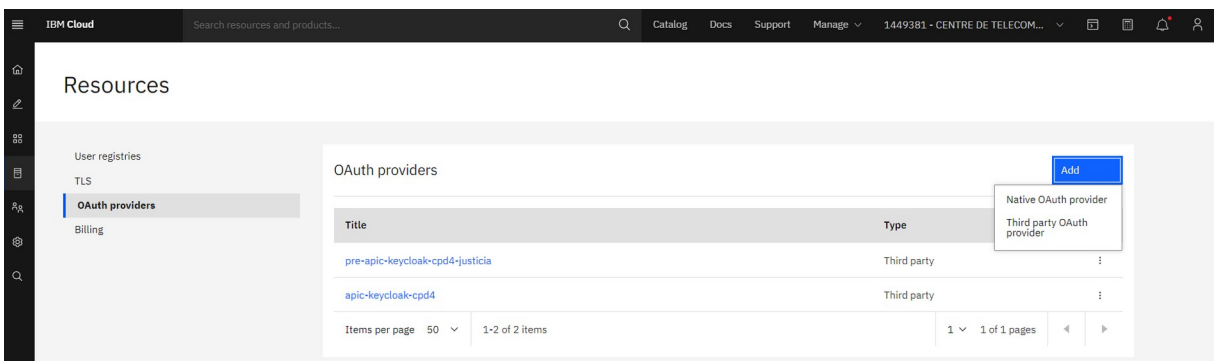 IBM Cloud
Search resources and products...
Catalog
Docs
Support
Manage
1449381 - CENTRE DE TELECOM...
Resources
User registries
TLS
OAuth providers
Billing
OAuth providers
Add
Native OAuth provider
Third party OAuth
provider
Title
Type
pre-apic-keycloak-cpd4-justicia
Third party
apic-keycloak-cpd4
Third party
Items per page 50
1-2 of 2 items
1
1 of 1 pages